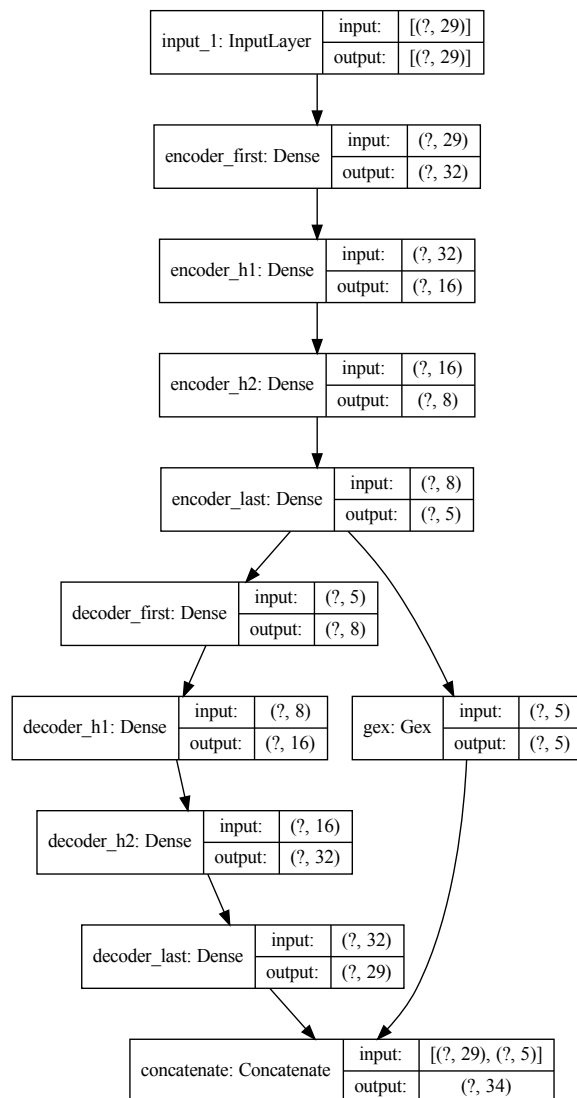 input_1: InputLayer
input: [(?, 29)]
output: [(?, 29)]
encoder_first: Dense
input: (?, 29)
output: (?, 32)
encoder_h1: Dense
input: (?, 32)
output: (?, 16)
encoder_h2: Dense
input: (?, 16)
output: (?, 8)
encoder_last: Dense
input: (?, 8)
output: (?, 5)
decoder_first: Dense
input: (?, 5)
output: (?, 8)
decoder_h1: Dense
input: (?, 8)
output: (?, 16)
gex: Gex
input: (?, 5)
output: (?, 5)
decoder_h2: Dense
input: (?, 16)
output: (?, 32)
decoder_last: Dense
input: (?, 32)
output: (?, 29)
concatenate: Concatenate
input: [(?, 29), (?, 5)]
output: (?, 34)